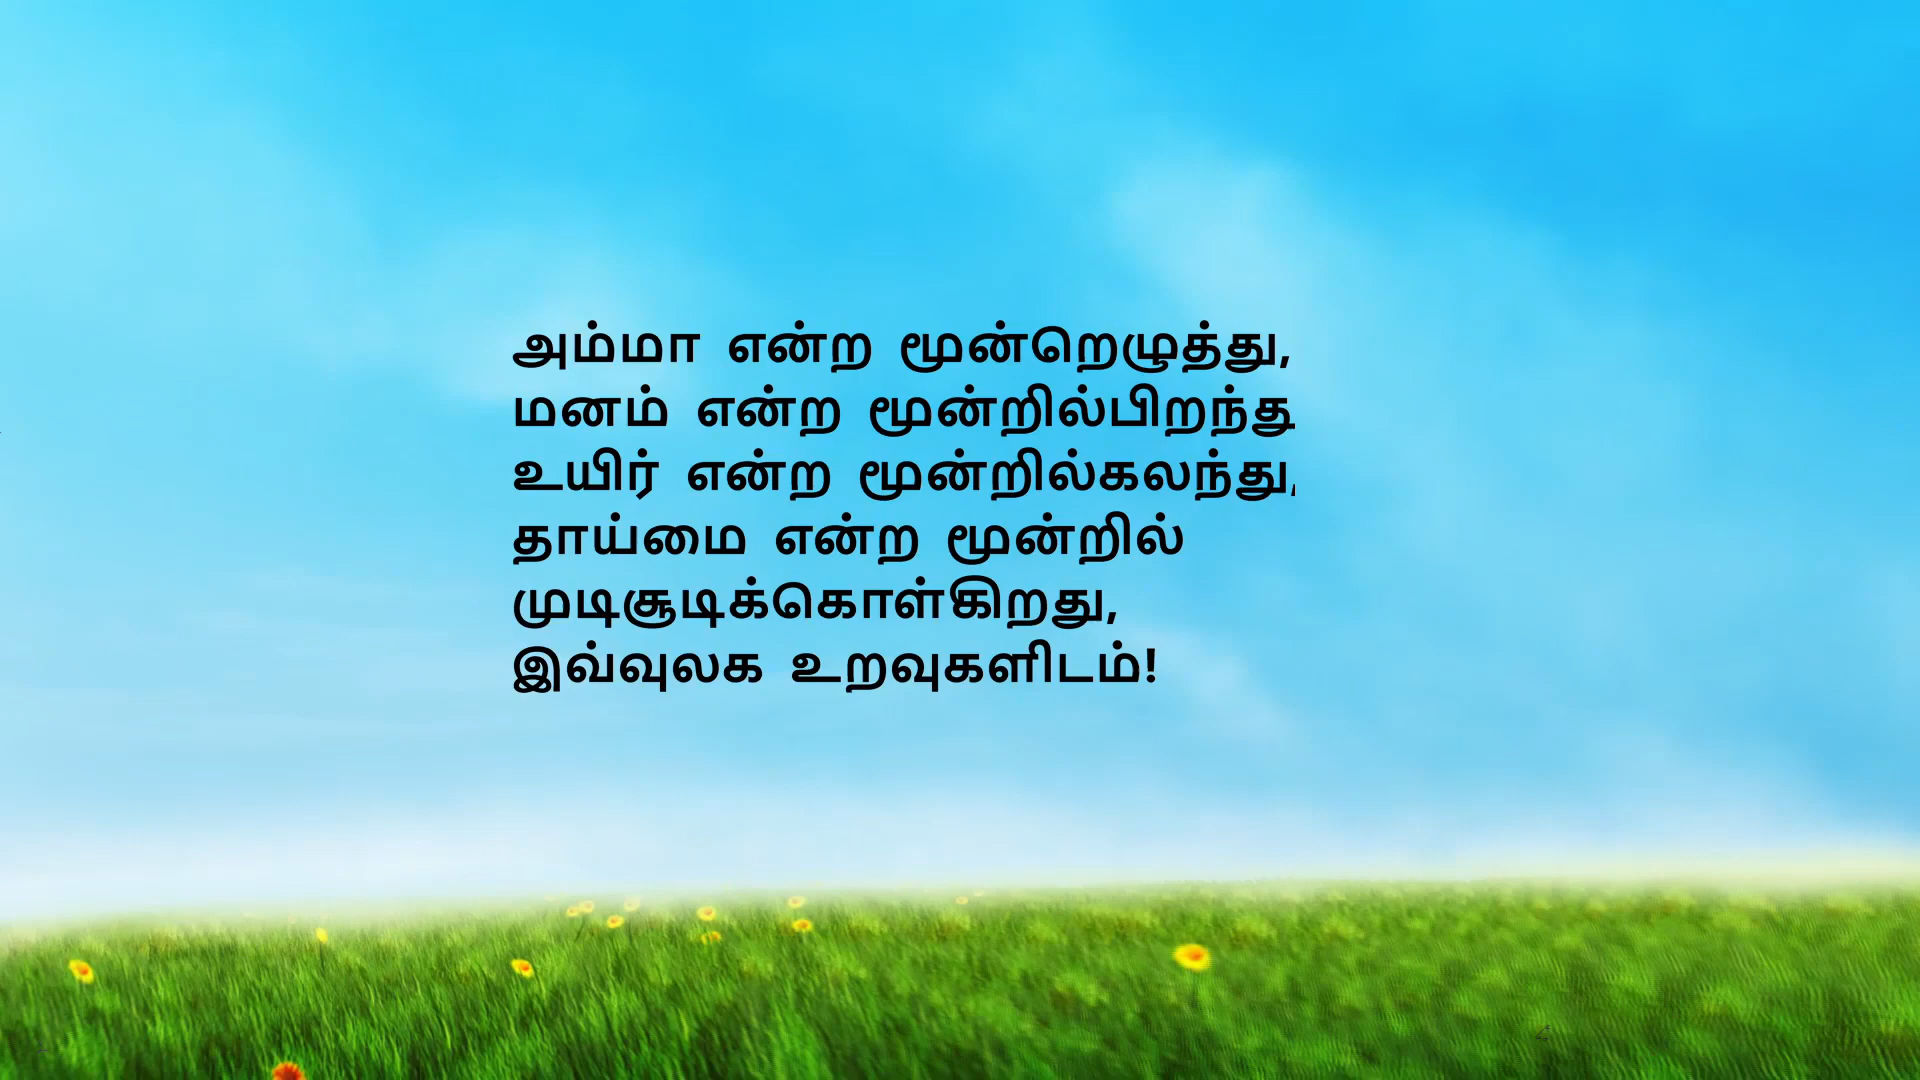 அம்மா என்ற மூன்றெழுத்து,
மனம் என்ற மூன்றில்பிறந்து
உயிர் என்ற மூன்றில்கலந்து,
தாய்மை என்ற மூன்றில்
முடிசூடிக்கொள்கிறது,
இவ்வுலக உறவுகளிடம்!